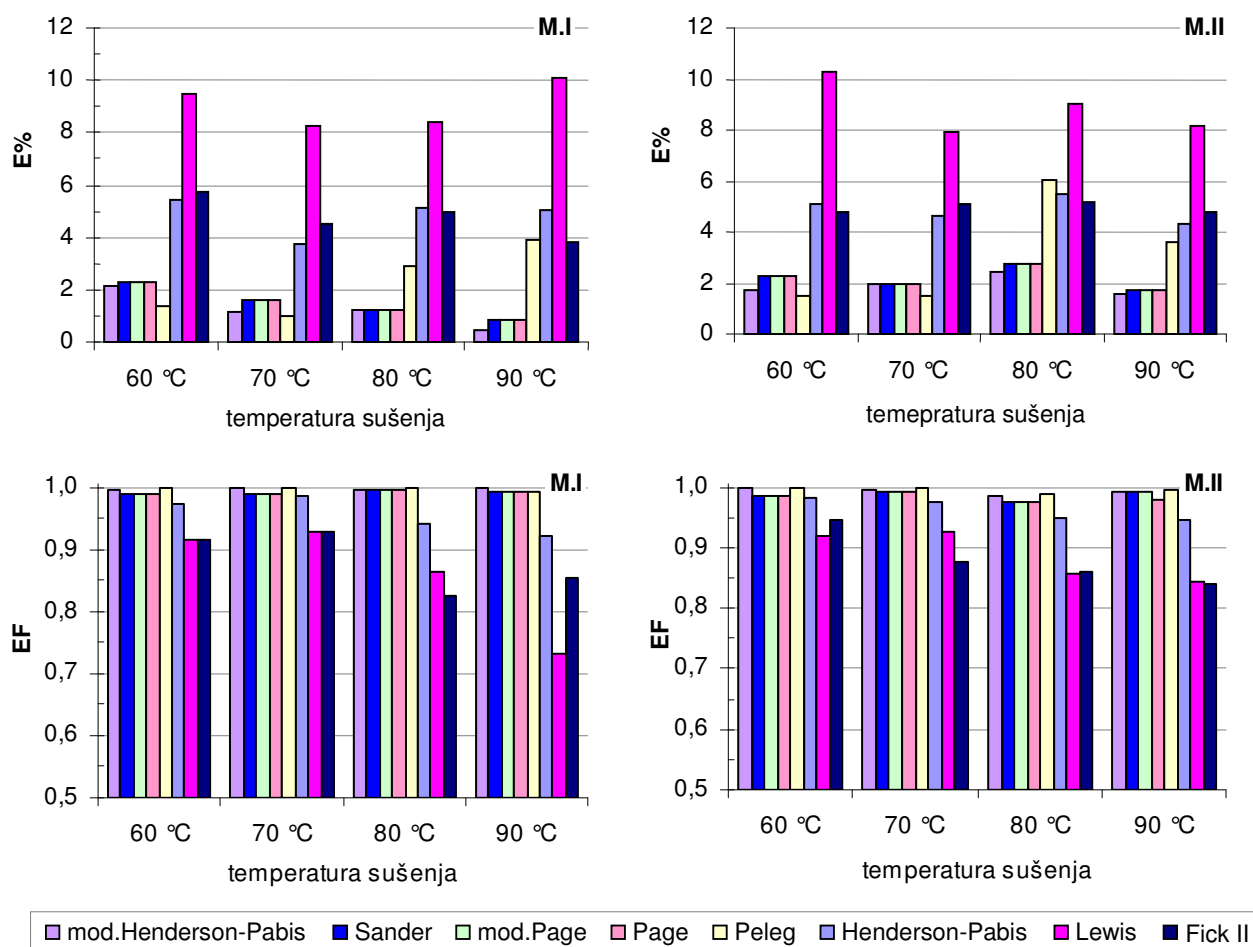 M.I
12
10
8
6
4
2
0
E%
60 °C 70 °C 80 °C 90 °C
temperatura sušenja
M.II
12
10
8
6
4
2
0
E%
60 °C 70 °C 80 °C 90 °C
temepratura sušenja
M.I
1,0
0,9
0,8
0,7
0,6
0,5
EF
60 °C 70 °C 80 °C 90 °C
temperatura sušenja
M.II
1,0
0,9
0,8
0,7
0,6
0,5
EF
60 °C 70 °C 80 °C 90 °C
temperatura sušenja
mod.Henderson-Pabis Sander mod.Page Page Peleg Henderson-Pabis Lewis Fick II